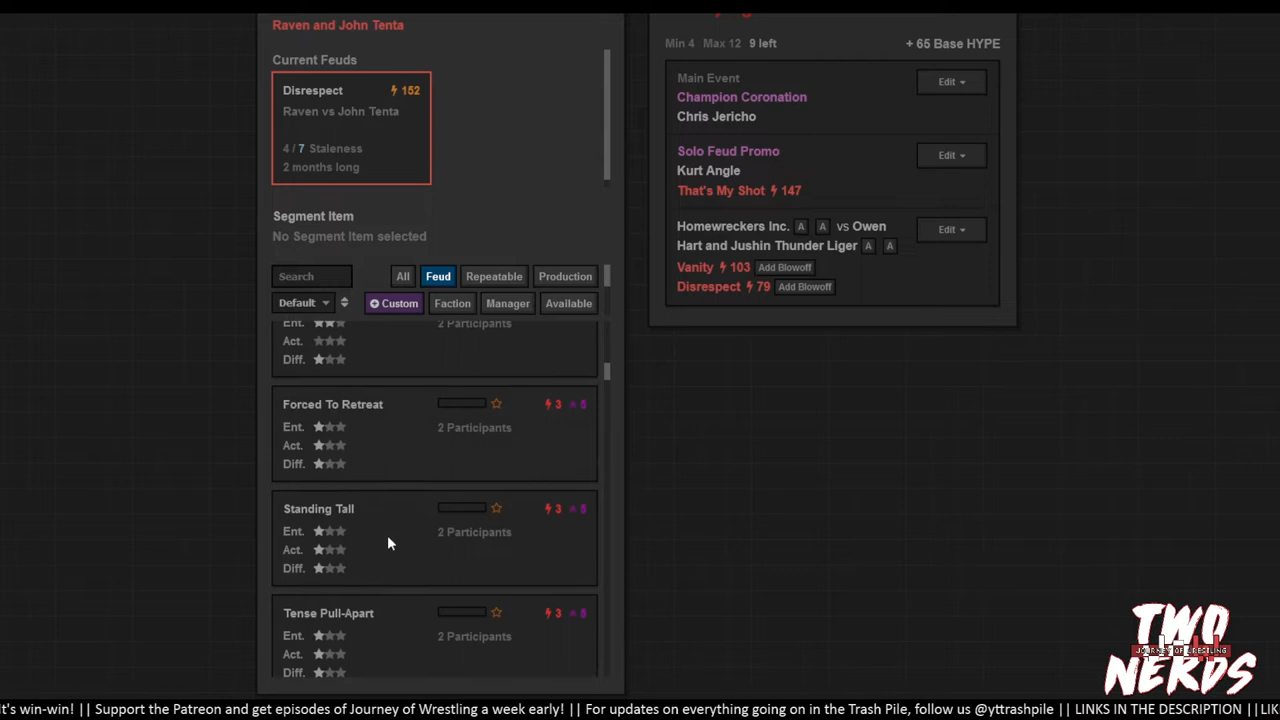 Raven and John Tenta
Current Feuds
Disrespect 152
Raven vs John Tenta
4 / 7 Staleness
2 months long
Segment Item
No Segment Item selected
Search All Feud Repeatable Production
Default Custom Faction Manager Available
Ent. 2 Participants
Act.
Diff.
Forced To Retreat 3 5
Ent. 2 Participants
Act.
Diff.
Standing Tall 3 5
Ent. 2 Participants
Act.
Diff.
Tense Pull-Apart 3 5
Ent. 2 Participants
Act.
Diff.
Min 4 Max 12 9 left + 65 Base HYPE
Main Event Edit
Champion Coronation
Chris Jericho
Solo Feud Promo Edit
Kurt Angle
That's My Shot 147
Homewreckers Inc. A A vs Owen Edit
Hart and Jushin Thunder Liger A A
Vanity 103 Add Blowoff
Disrespect 79 Add Blowoff
TWO
JOURNEY OF WRESTLING
NERDS
It's win-win! || Support the Patreon and get episodes of Journey of Wrestling a week early! || For updates on everything going on in the Trash Pile, follow us @yttrashpile || LINKS IN THE DESCRIPTION || LIK